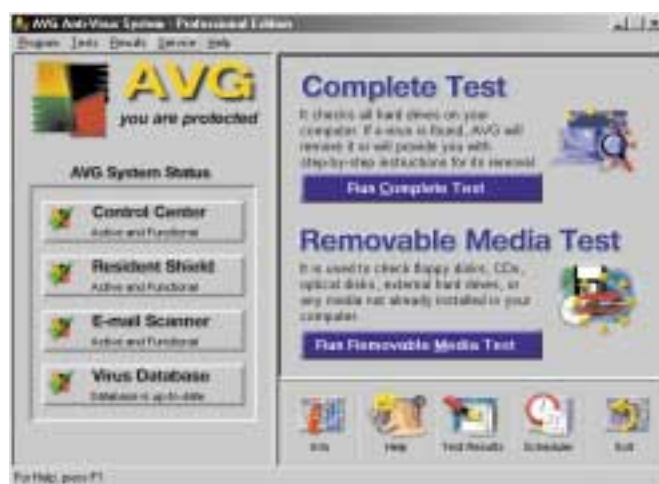 AVG Anti-Virus System - Professional Edition
Program Tests Results Service Help
AVG
you are protected
AVG System Status
Control Center
Active and Functional
Resident Shield
Active and Functional
E-mail Scanner
Active and Functional
Virus Database
Database is up-to-date
Complete Test
It checks all hard drives on your
computer. If a virus is found, AVG will
remove it or will provide you with
step-by-step instructions for its removal.
Run Complete Test
Removable Media Test
It is used to check floppy disks, CDs,
optical disks, external hard drives, or
any media not already installed in your
computer.
Run Removable Media Test
Info Help Test Results Scheduler Exit
For Help, press F1